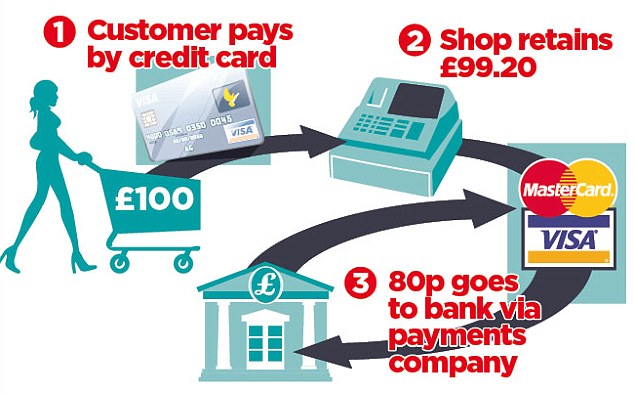 1 Customer pays
by credit card
2 Shop retains
£99.20
VISA
VISA
£100
MasterCard
VISA
£
3 80p goes
to bank via
payments
company